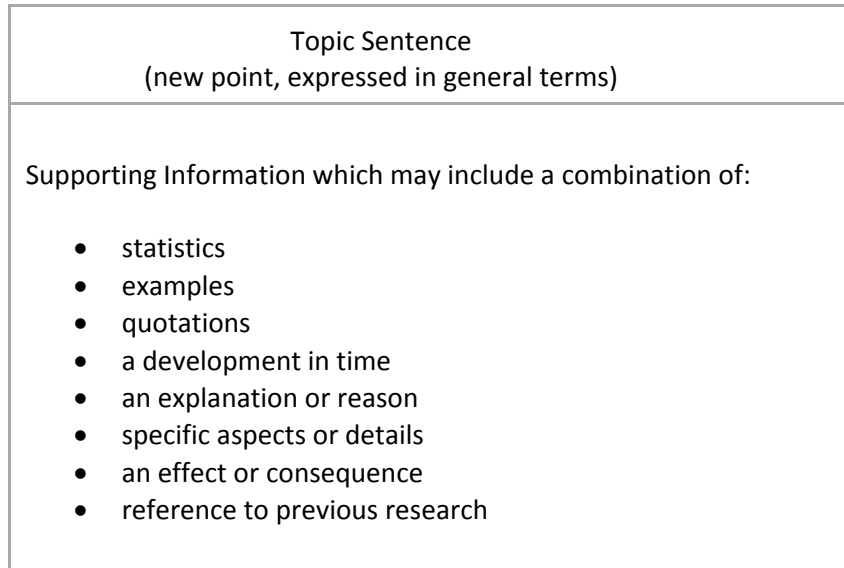 Topic Sentence
(new point, expressed in general terms)
Supporting Information which may include a combination of:
• statistics
• examples
• quotations
• a development in time
• an explanation or reason
• specific aspects or details
• an effect or consequence
• reference to previous research